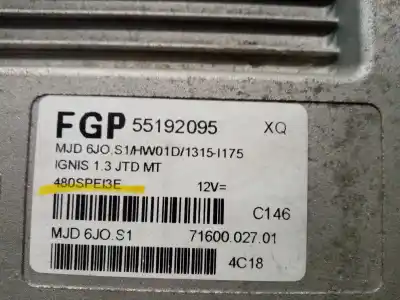 FGP 55192095 XQ
MJD 6JO.S1/HW01D/1315-I175
IGNIS 1.3 JTD MT
480SPEI3E 12V=
C146
MJD 6JO.S1 71600.027.01
4C18